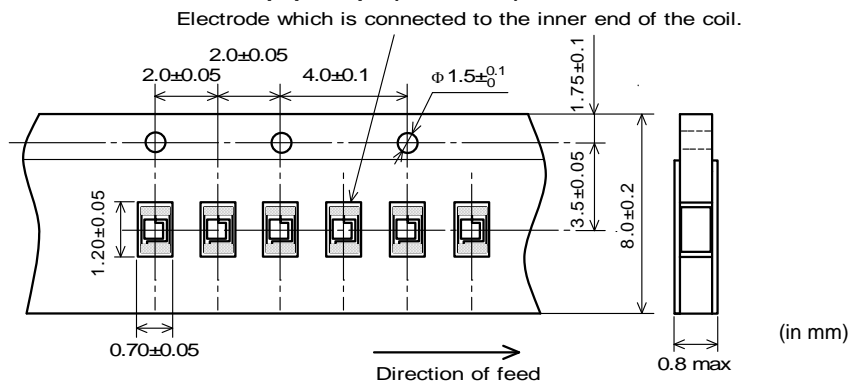 Electrode which is connected to the inner end of the coil.
2.0±0.05
2.0±0.05
4.0±0.1
Φ1.5±0.1 0
1.75±0.1
3.5±0.05
8.0±0.2
1.20±0.05
0.70±0.05
Direction of feed
0.8 max
(in mm)